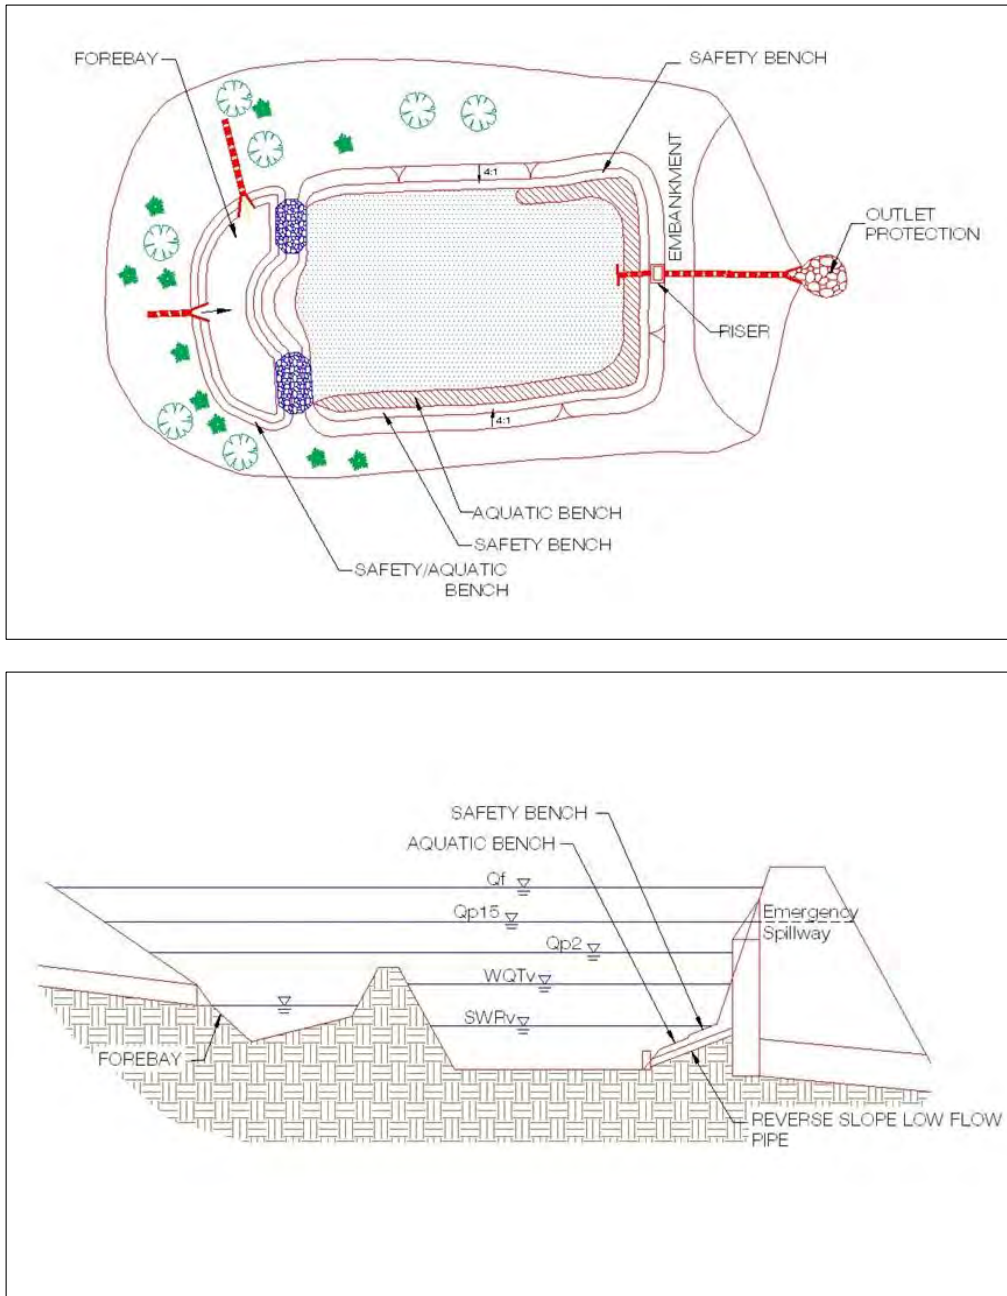 FOREBAY
SAFETY BENCH
4:1
EMBANKMENT
OUTLET
PROTECTION
RISER
4:1
AQUATIC BENCH
SAFETY BENCH
SAFETY/AQUATIC
BENCH
SAFETY BENCH
AQUATIC BENCH
Qf
Qp15
Emergency
Spillway
Qp2
WQTv
SWRv
FOREBAY
REVERSE SLOPE LOW FLOW
PIPE